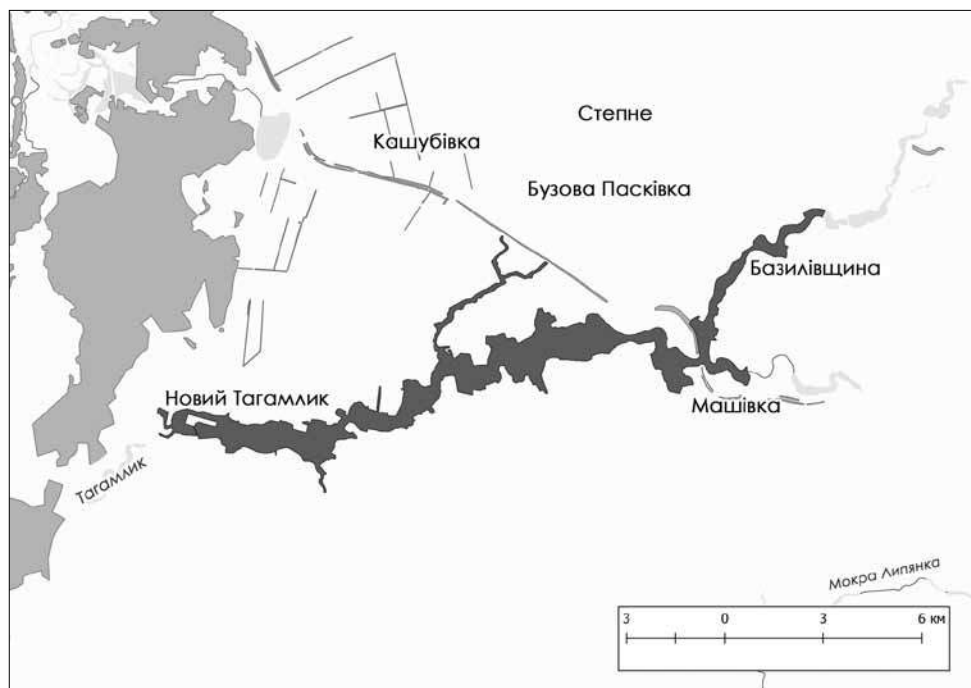 Степне
Кашубівка
Бузова Пасківка
Базилівщина
Новий Тагамлик
Машівка
Тагамлик
Мокра Липянка
3 0 3 6 км